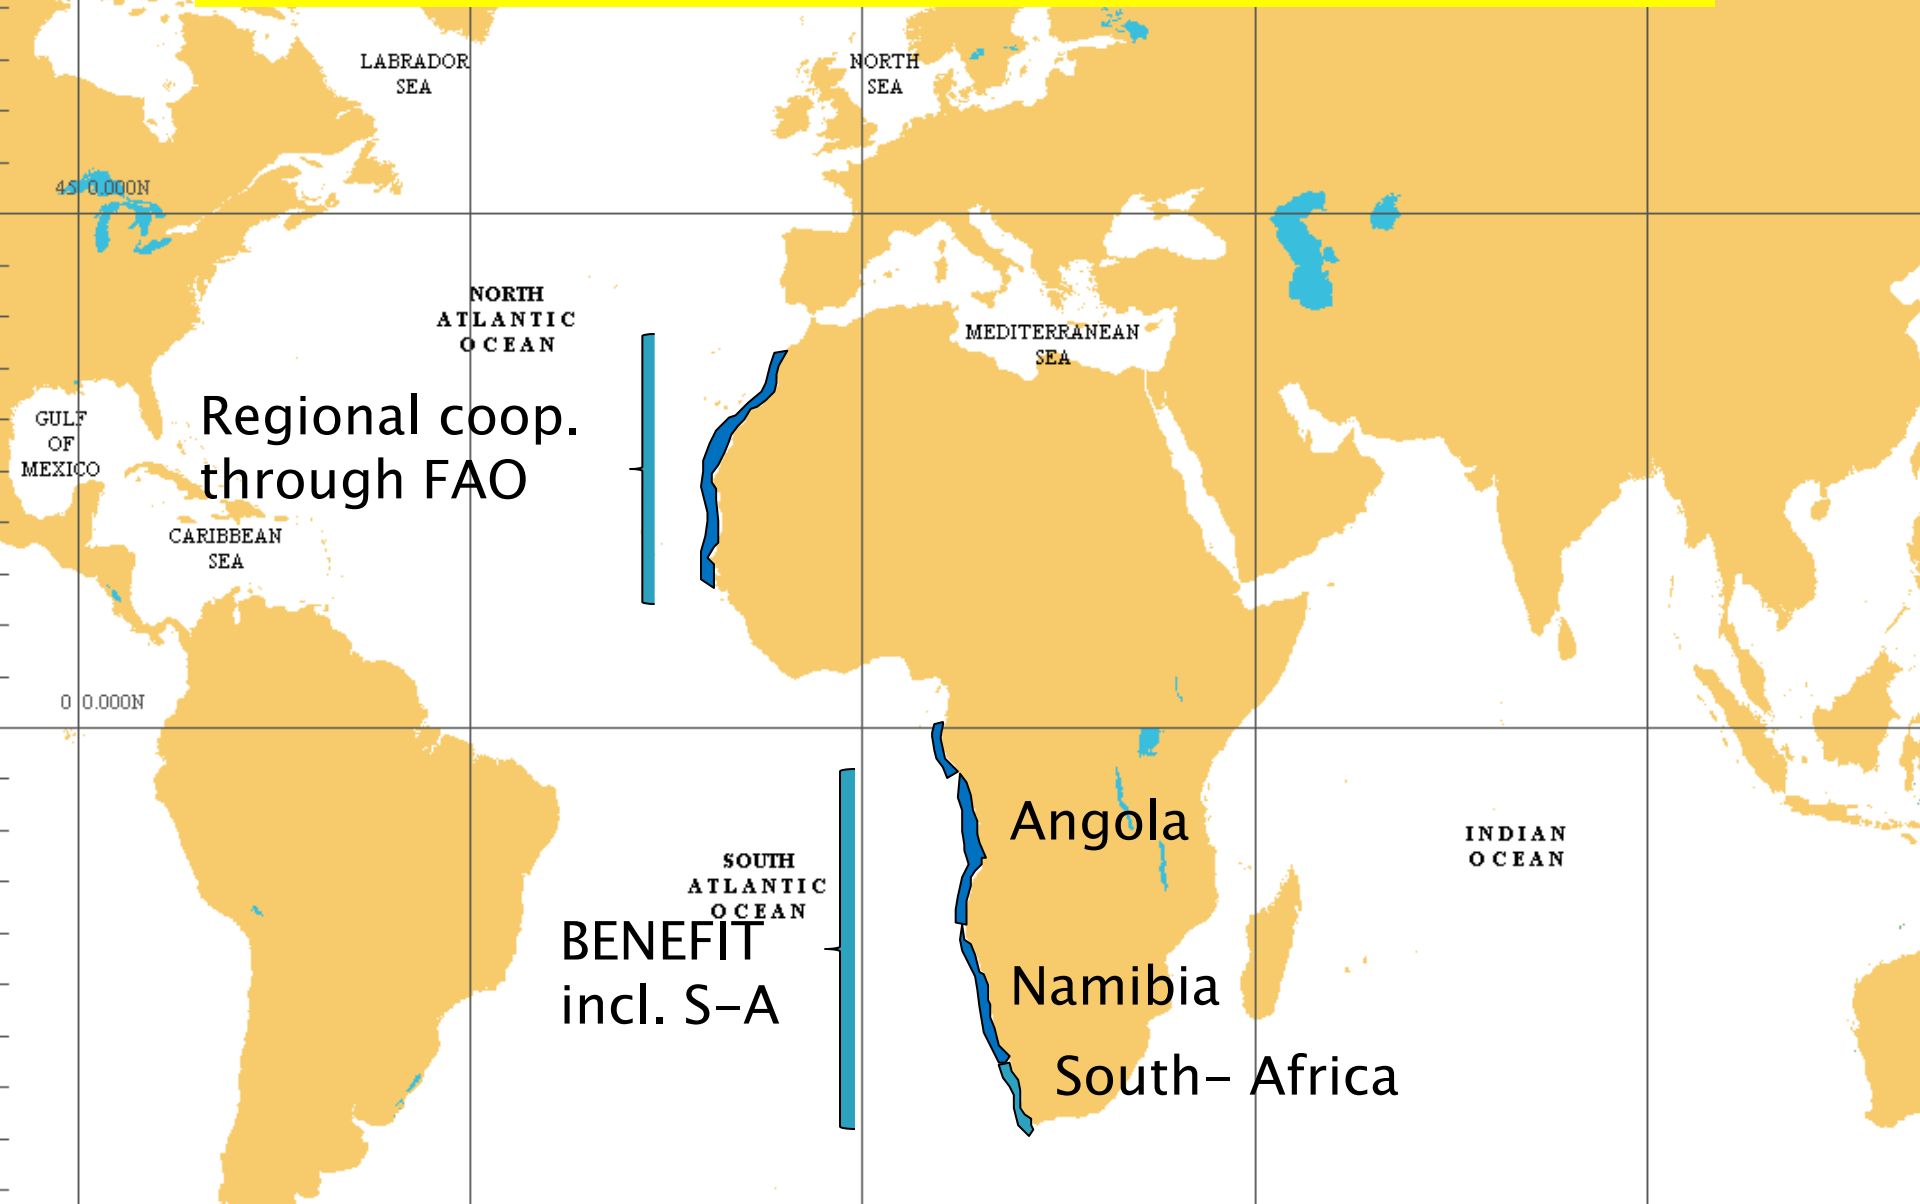 LABRADOR
SEA
NORTH
SEA
45 0.000N
NORTH
ATLANTIC
OCEAN
MEDITERRANEAN
SEA
Regional coop.
through FAO
GULF
OF
MEXICO
CARIBBEAN
SEA
0 0.000N
Angola
INDIAN
OCEAN
SOUTH
ATLANTIC
OCEAN
BENEFIT
incl. S-A
Namibia
South- Africa